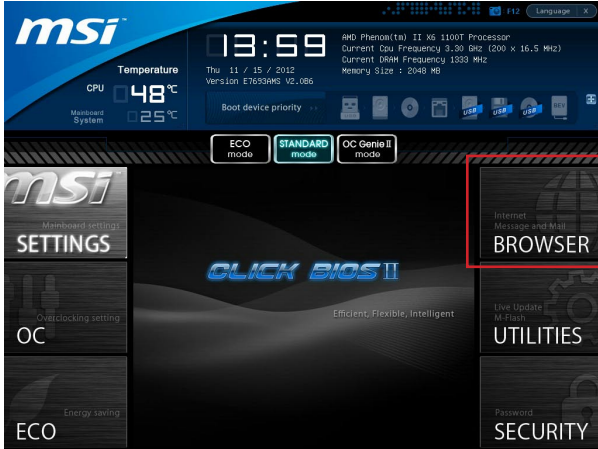 msi
13:59
Thu 11 / 15 / 2012
Version E7693AMS V2.0B6
AMD Phenom(tm) II X6 1100T Processor
Current Cpu Frequency 3.30 GHz (200 x 16.5 MHz)
Current DRAM Frequency 1333 MHz
Memory Size : 2048 MB
F12
Language
X
Temperature
CPU
48°C
Mainboard
System
25°C
Boot device priority
USB
USB
USB
DEV
ECO
mode
STANDARD
mode
OC Genie II
mode
msi
Mainboard settings
SETTINGS
Overclocking setting
OC
Energy saving
ECO
CLICK BIOS II
Efficient, Flexible, Intelligent
Internet
Message and Mail
BROWSER
Live Update
M-Flash
UTILITIES
Password
SECURITY